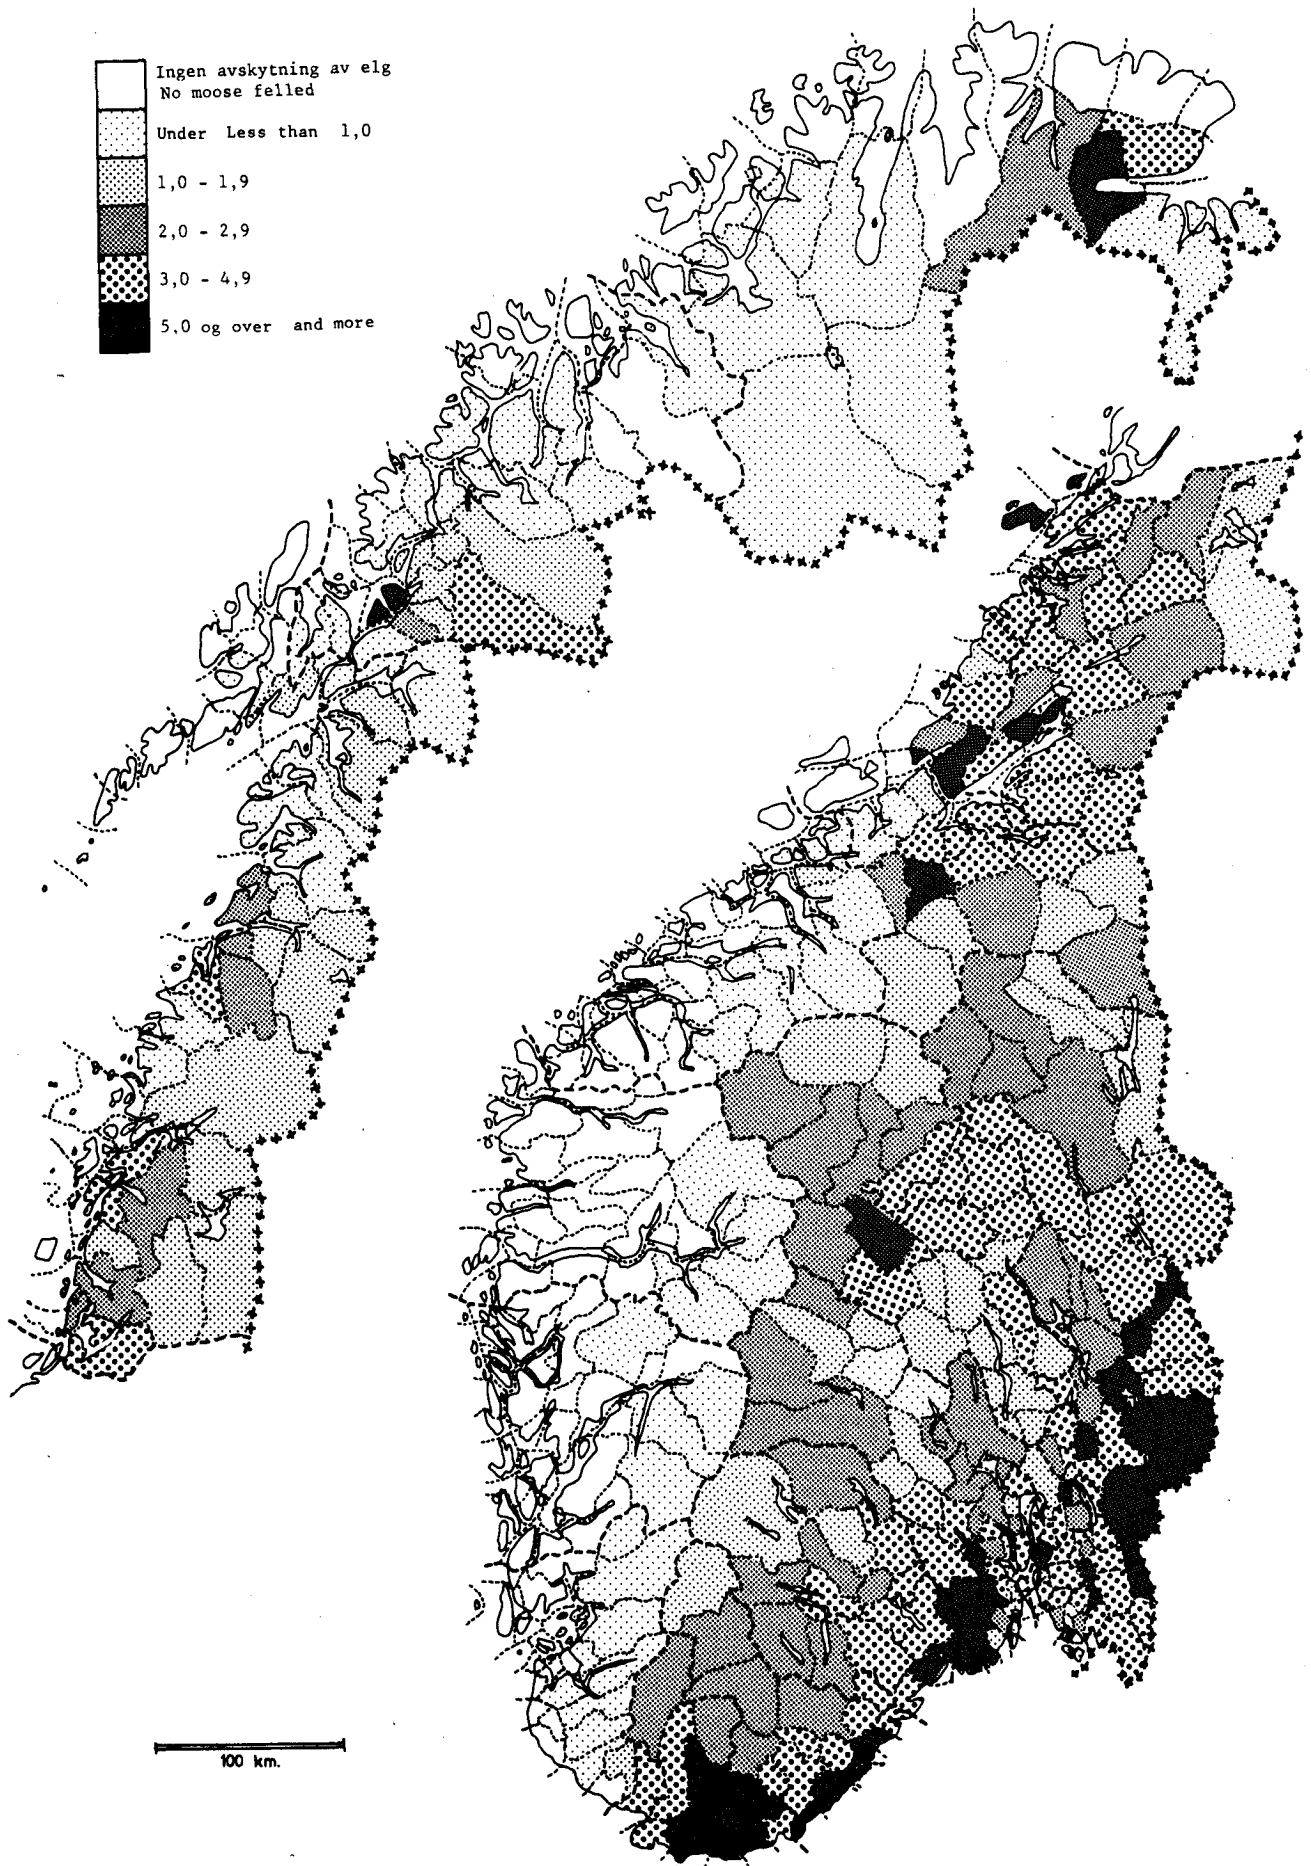 Ingen avskytning av elg
No moose felled
Under Less than 1,0
1,0 - 1,9
2,0 - 2,9
3,0 - 4,9
5,0 og over and more
100 km.